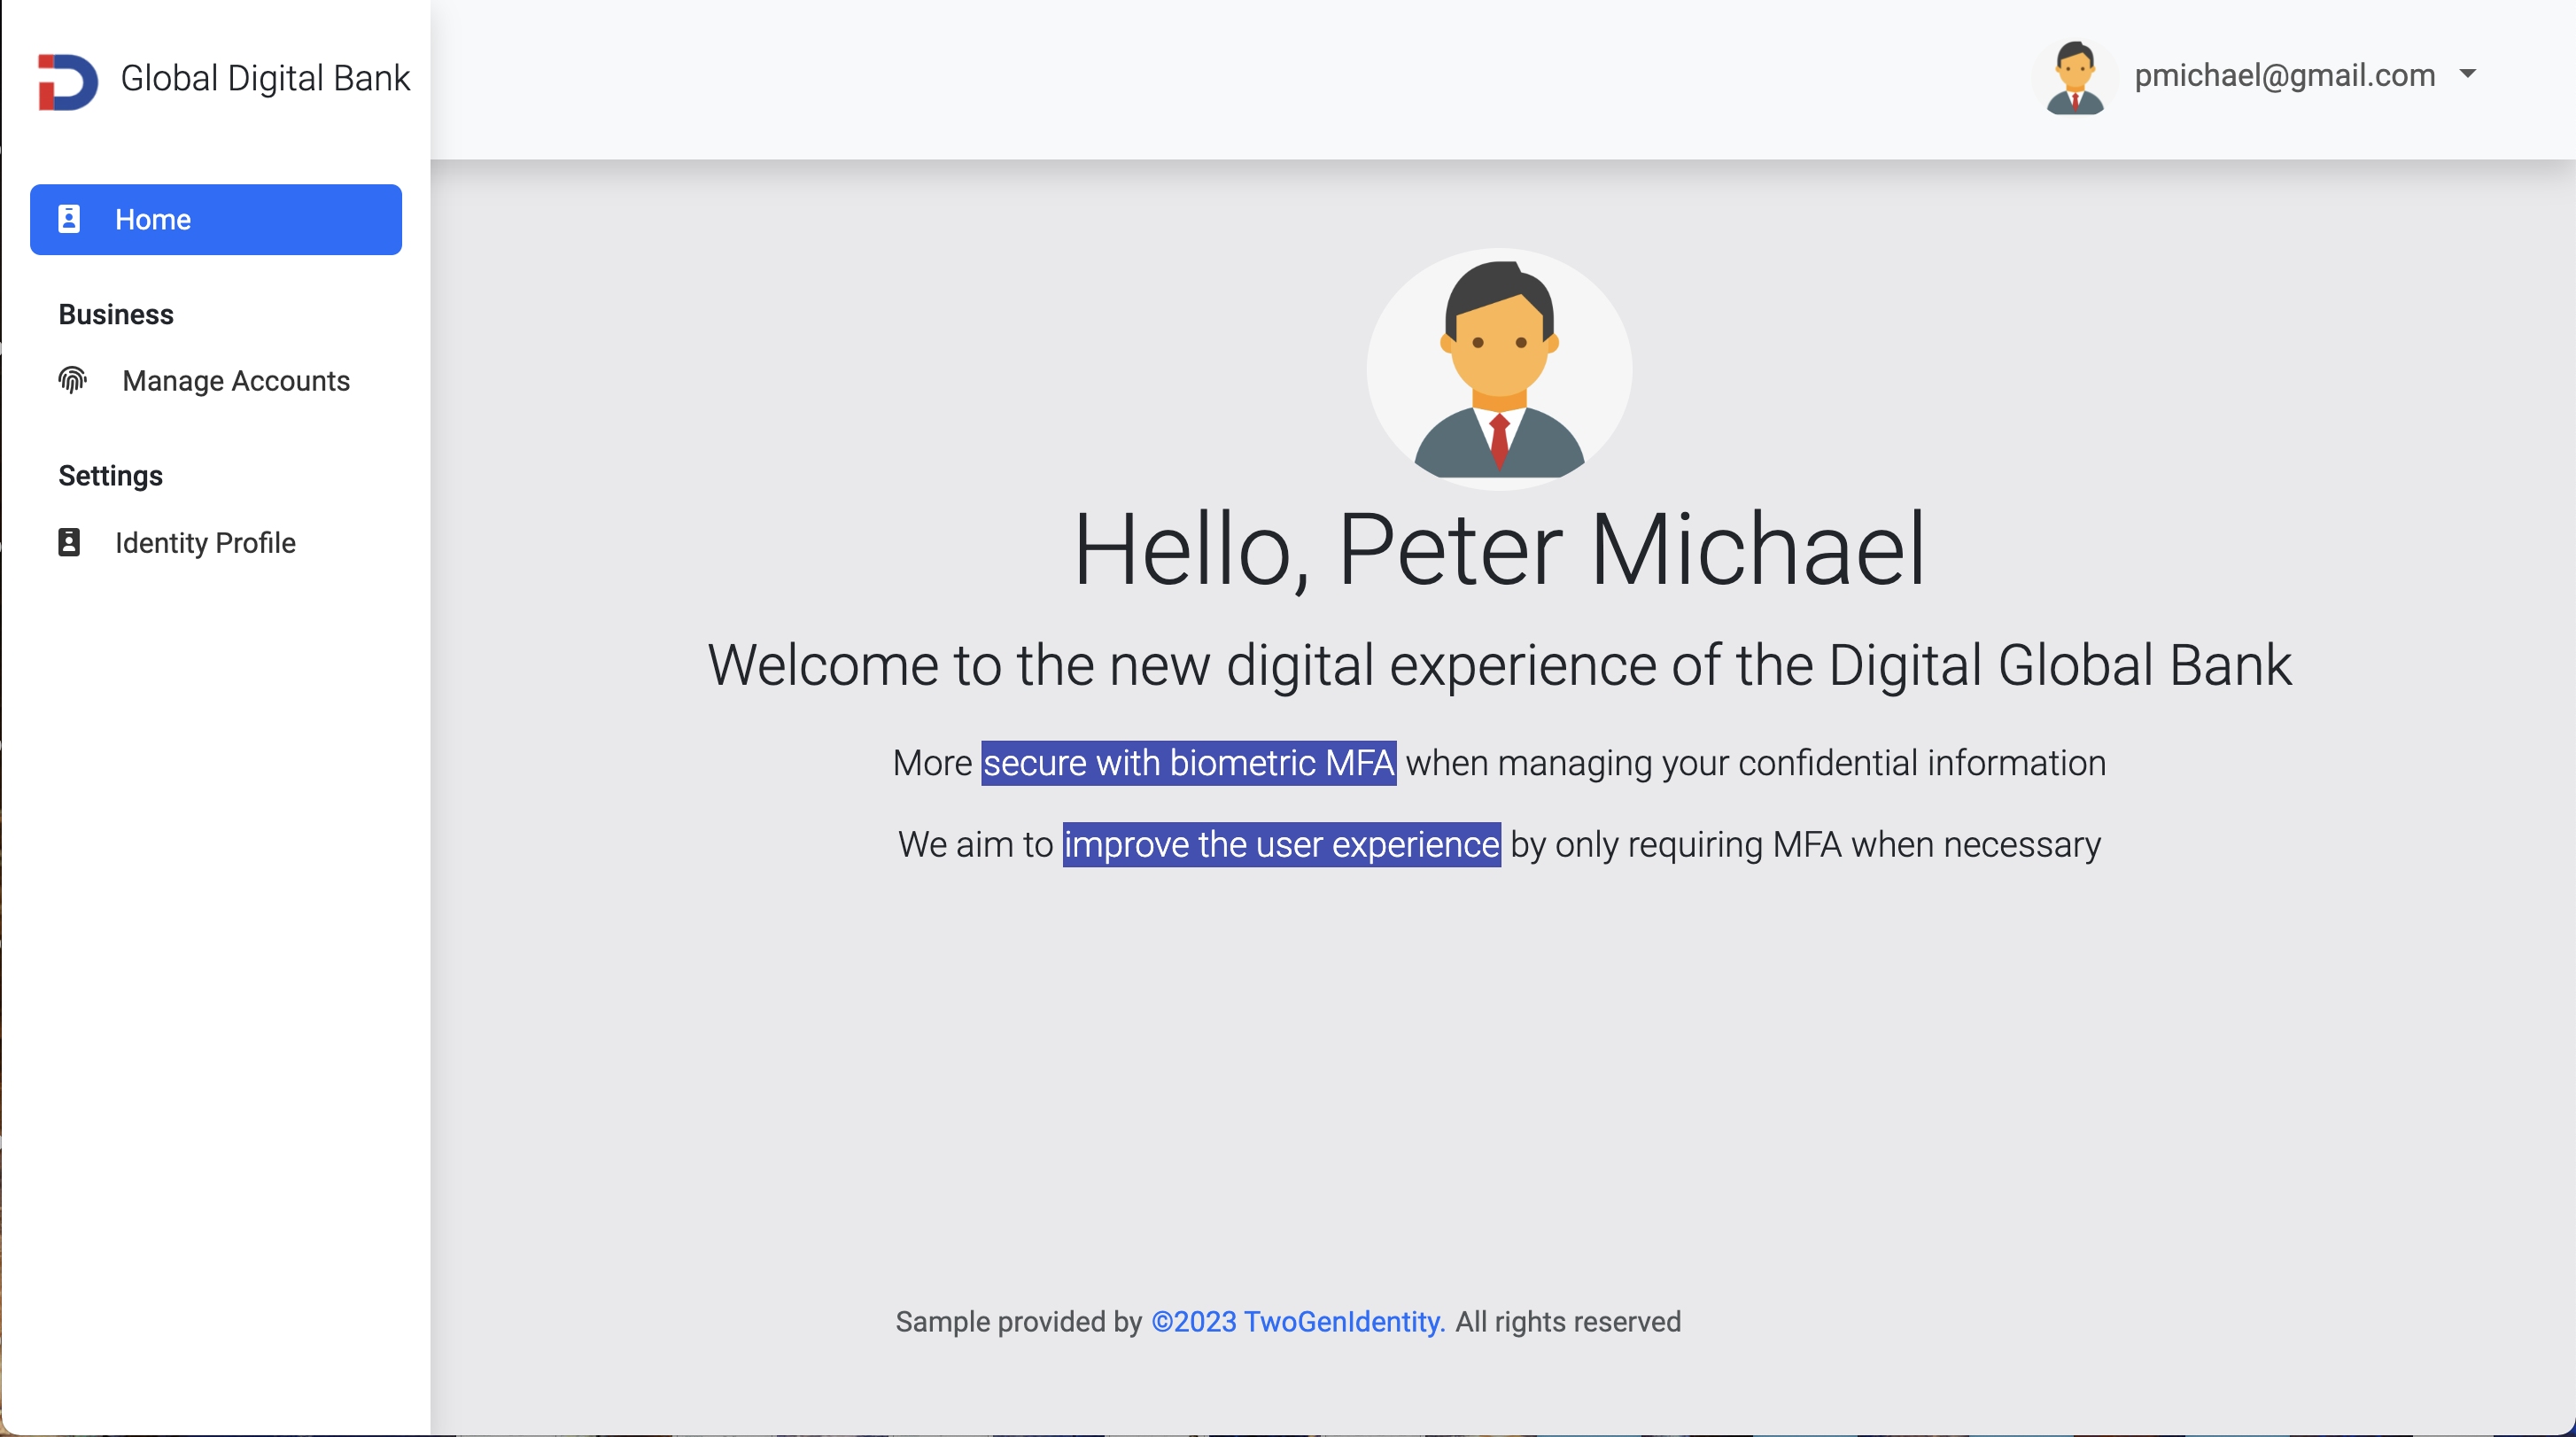 Global Digital Bank
pmichael@gmail.com
Home
Business
Manage Accounts
Settings
Identity Profile
Hello, Peter Michael
Welcome to the new digital experience of the Digital Global Bank
More secure with biometric MFA when managing your confidential information
We aim to improve the user experience by only requiring MFA when necessary
Sample provided by ©2023 TwoGenIdentity. All rights reserved